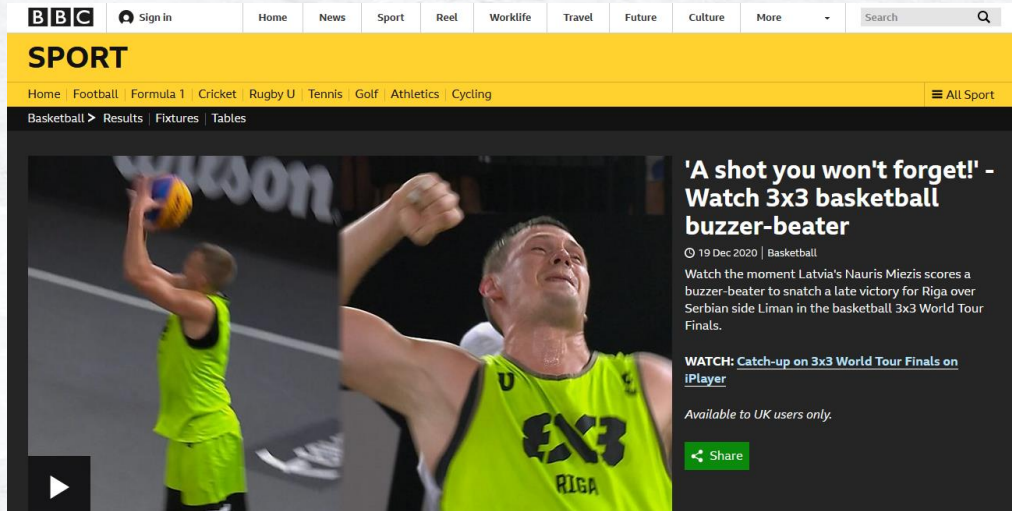 BBC Sign in Home News Sport Reel Worklife Travel Future Culture More Search
SPORT
Home Football Formula 1 Cricket Rugby U Tennis Golf Athletics Cycling All Sport
Basketball > Results Fixtures Tables
'A shot you won't forget!' -
Watch 3x3 basketball
buzzer-beater
19 Dec 2020 Basketball
Watch the moment Latvia's Nauris Miezis scores a
buzzer-beater to snatch a late victory for Riga over
Serbian side Liman in the basketball 3x3 World Tour
Finals.
WATCH: Catch-up on 3x3 World Tour Finals on
iPlayer
Available to UK users only.
Share
Wilson
3X3
RIGA